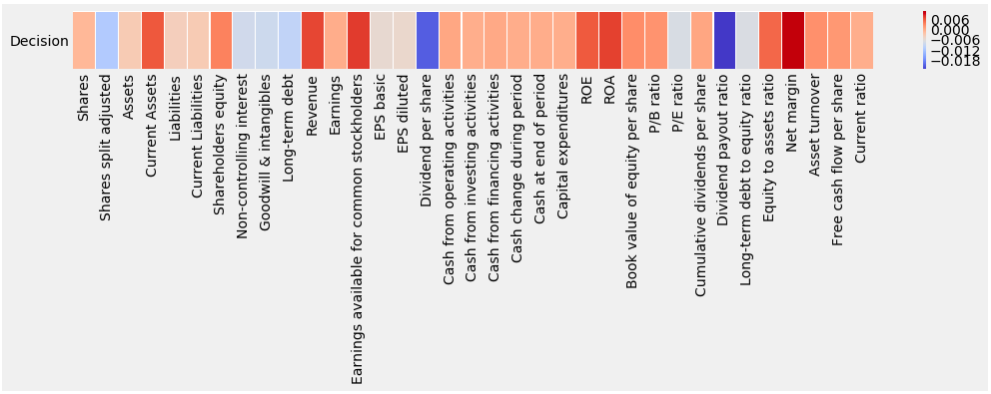 Decision
Shares
Shares split adjusted
Assets
Current Assets
Liabilities
Current Liabilities
Shareholders equity
Non-controlling interest
Goodwill & intangibles
Long-term debt
Revenue
Earnings
Earnings available for common stockholders
EPS basic
EPS diluted
Dividend per share
Cash from operating activities
Cash from investing activities
Cash from financing activities
Cash change during period
Cash at end of period
Capital expenditures
ROE
ROA
Book value of equity per share
P/B ratio
P/E ratio
Cumulative dividends per share
Dividend payout ratio
Long-term debt to equity ratio
Equity to assets ratio
Net margin
Asset turnover
Free cash flow per share
Current ratio
0.006
0.000
−0.006
−0.012
−0.018